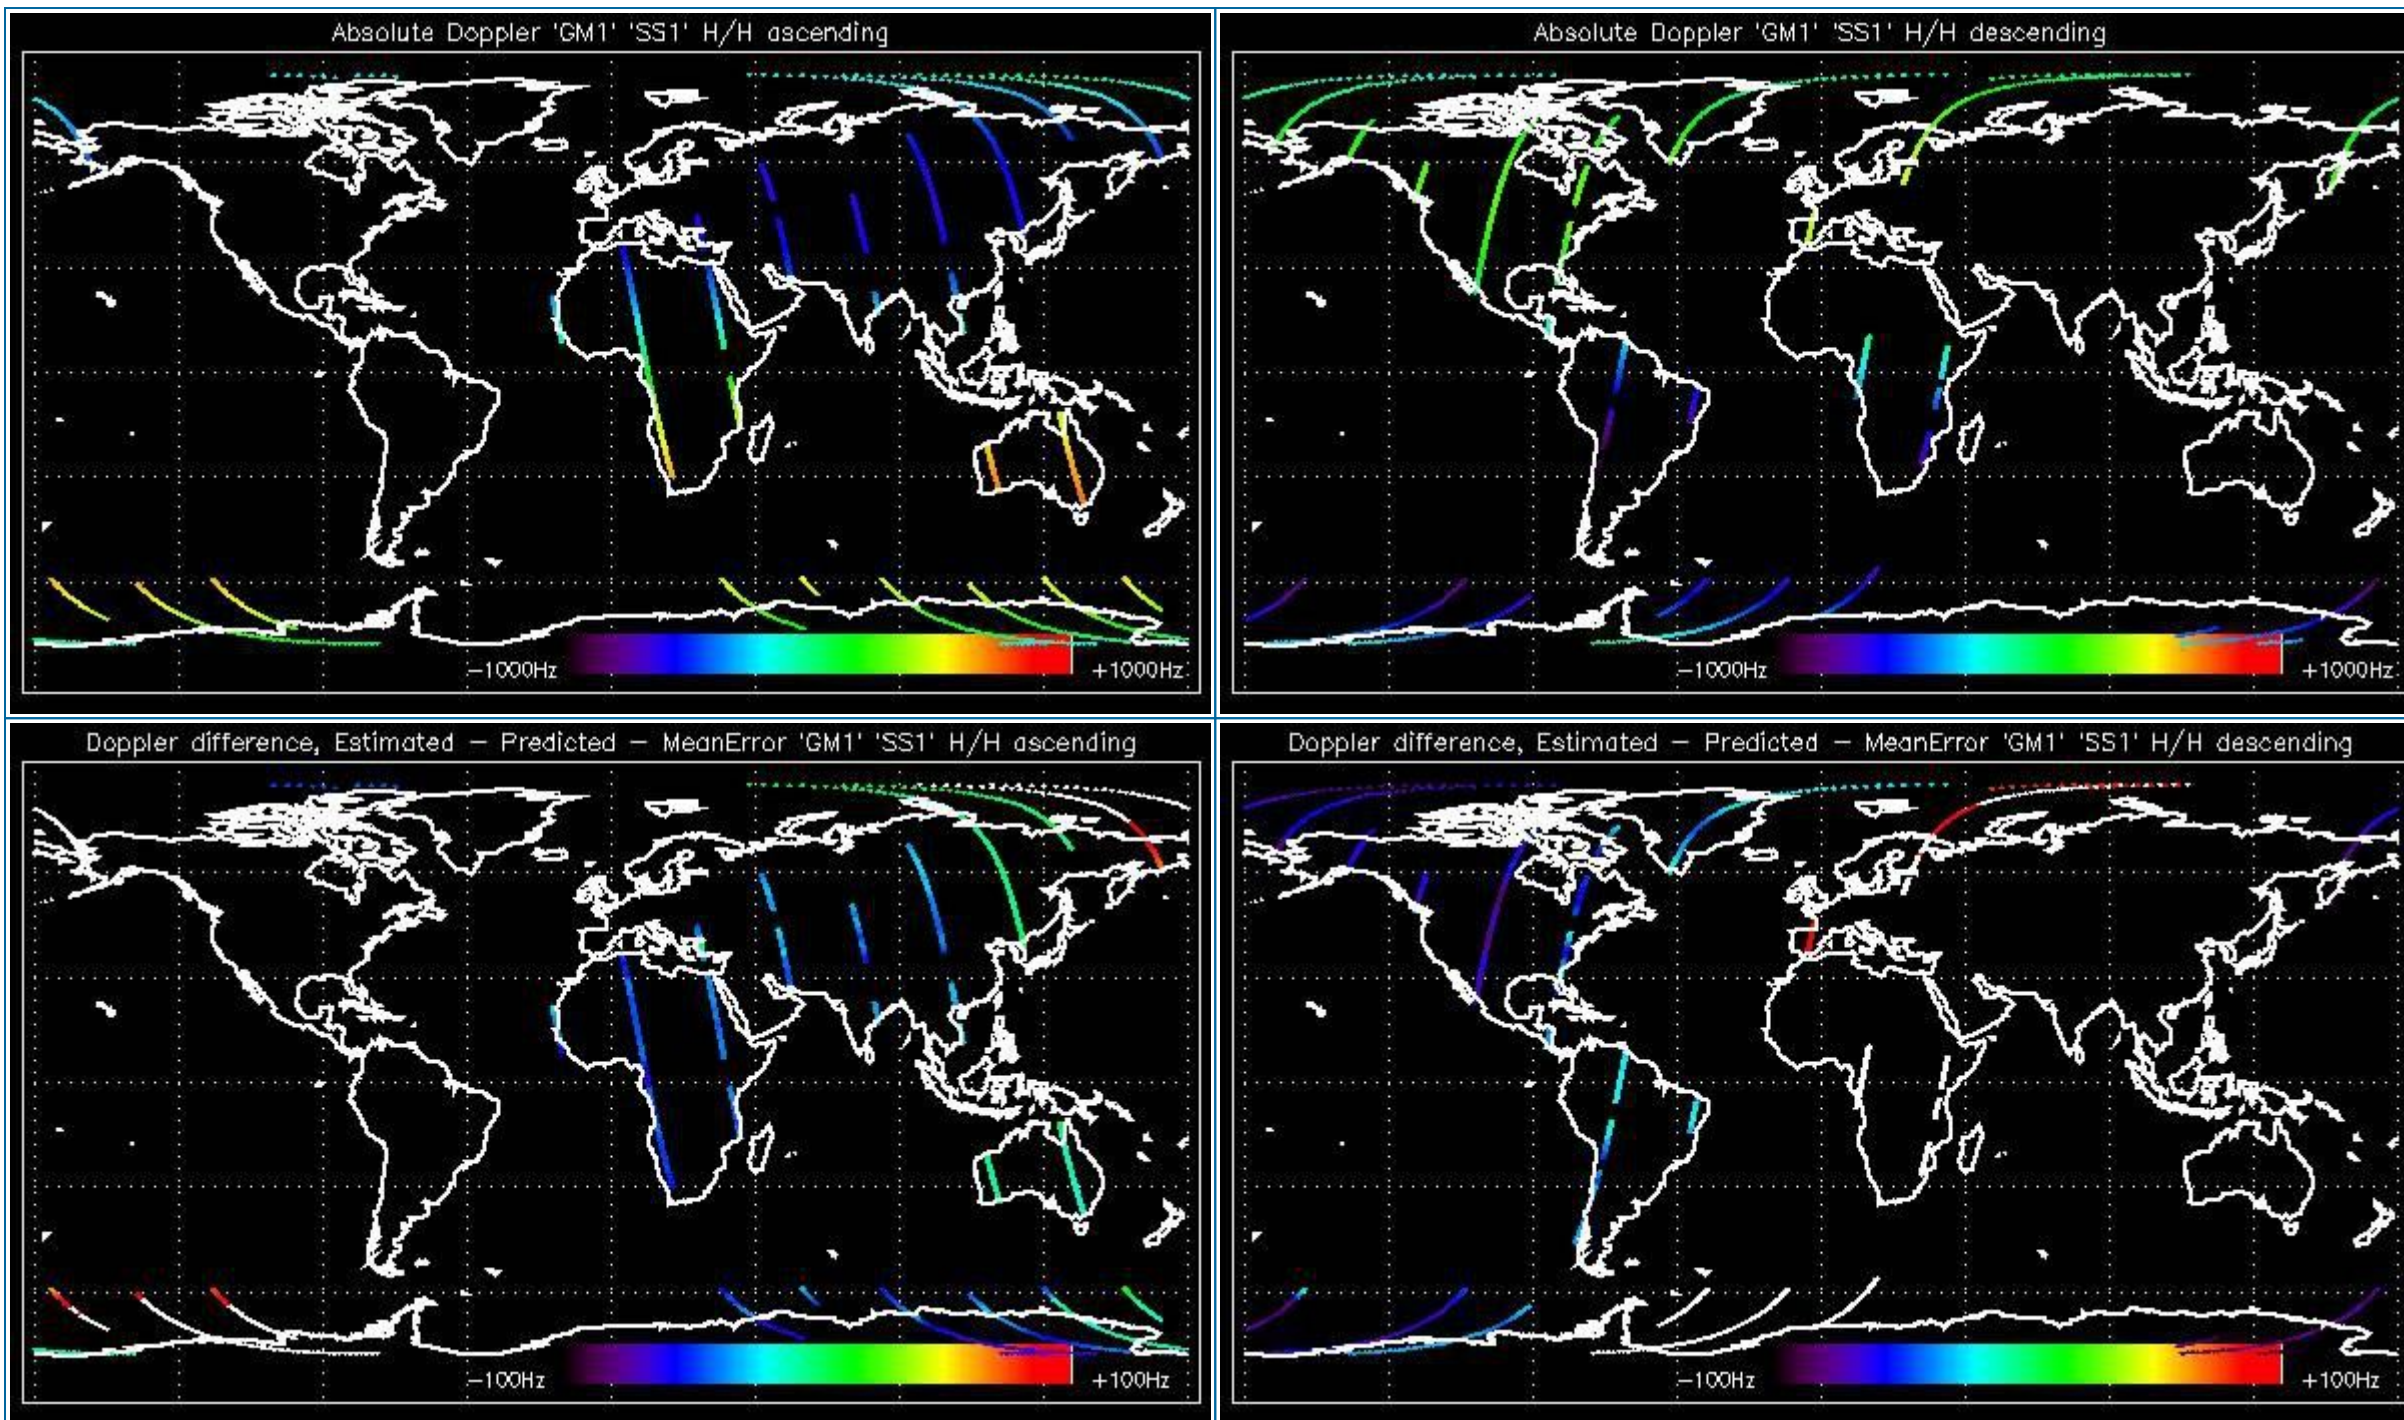 Absolute Doppler 'GM1' 'SS1' H/H ascending
-1000Hz
+1000Hz
Absolute Doppler 'GM1' 'SS1' H/H descending
-1000Hz
+1000Hz
Doppler difference, Estimated - Predicted - MeanError 'GM1' 'SS1' H/H ascending
-100Hz
+100Hz
Doppler difference, Estimated - Predicted - MeanError 'GM1' 'SS1' H/H descending
-100Hz
+100Hz